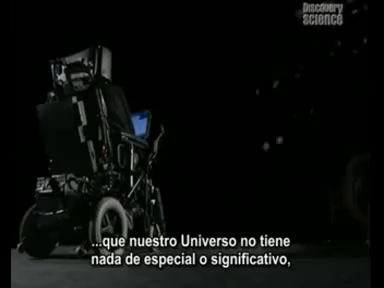 Discovery
SCIENCE
...que nuestro Universo no tiene
nada de especial o significativo,